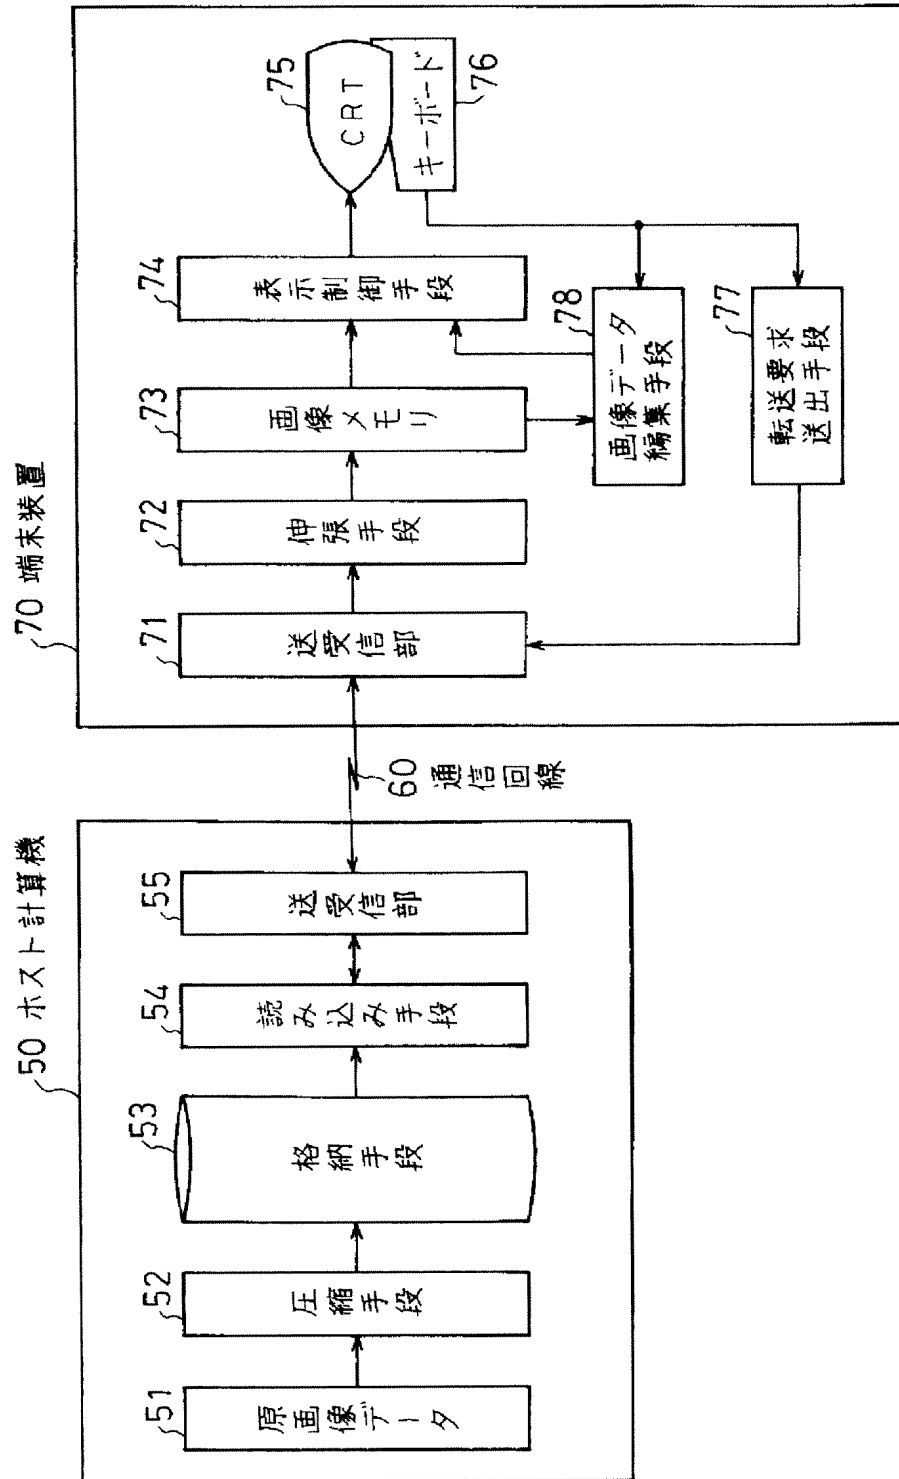 50 ホスト計算機
51
原画像データ
52
圧縮手段
53
格納手段
54
読み込み手段
55
送受信部
60
通信回線
70 端末装置
71
送受信部
72
伸張手段
73
画像メモリ
74
表示制御手段
75
CRT
キーボード
76
78
画像データ
編集手段
77
転送要求
送出手段